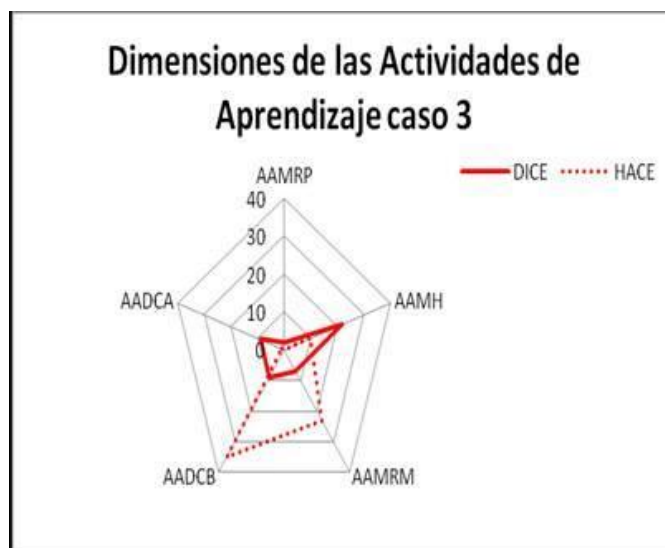 Dimensiones de las Actividades de
Aprendizaje caso 3
AAMRP
DICE
HACE
40
30
20
10
0
AADCA
AAMH
AADCB
AAMRM